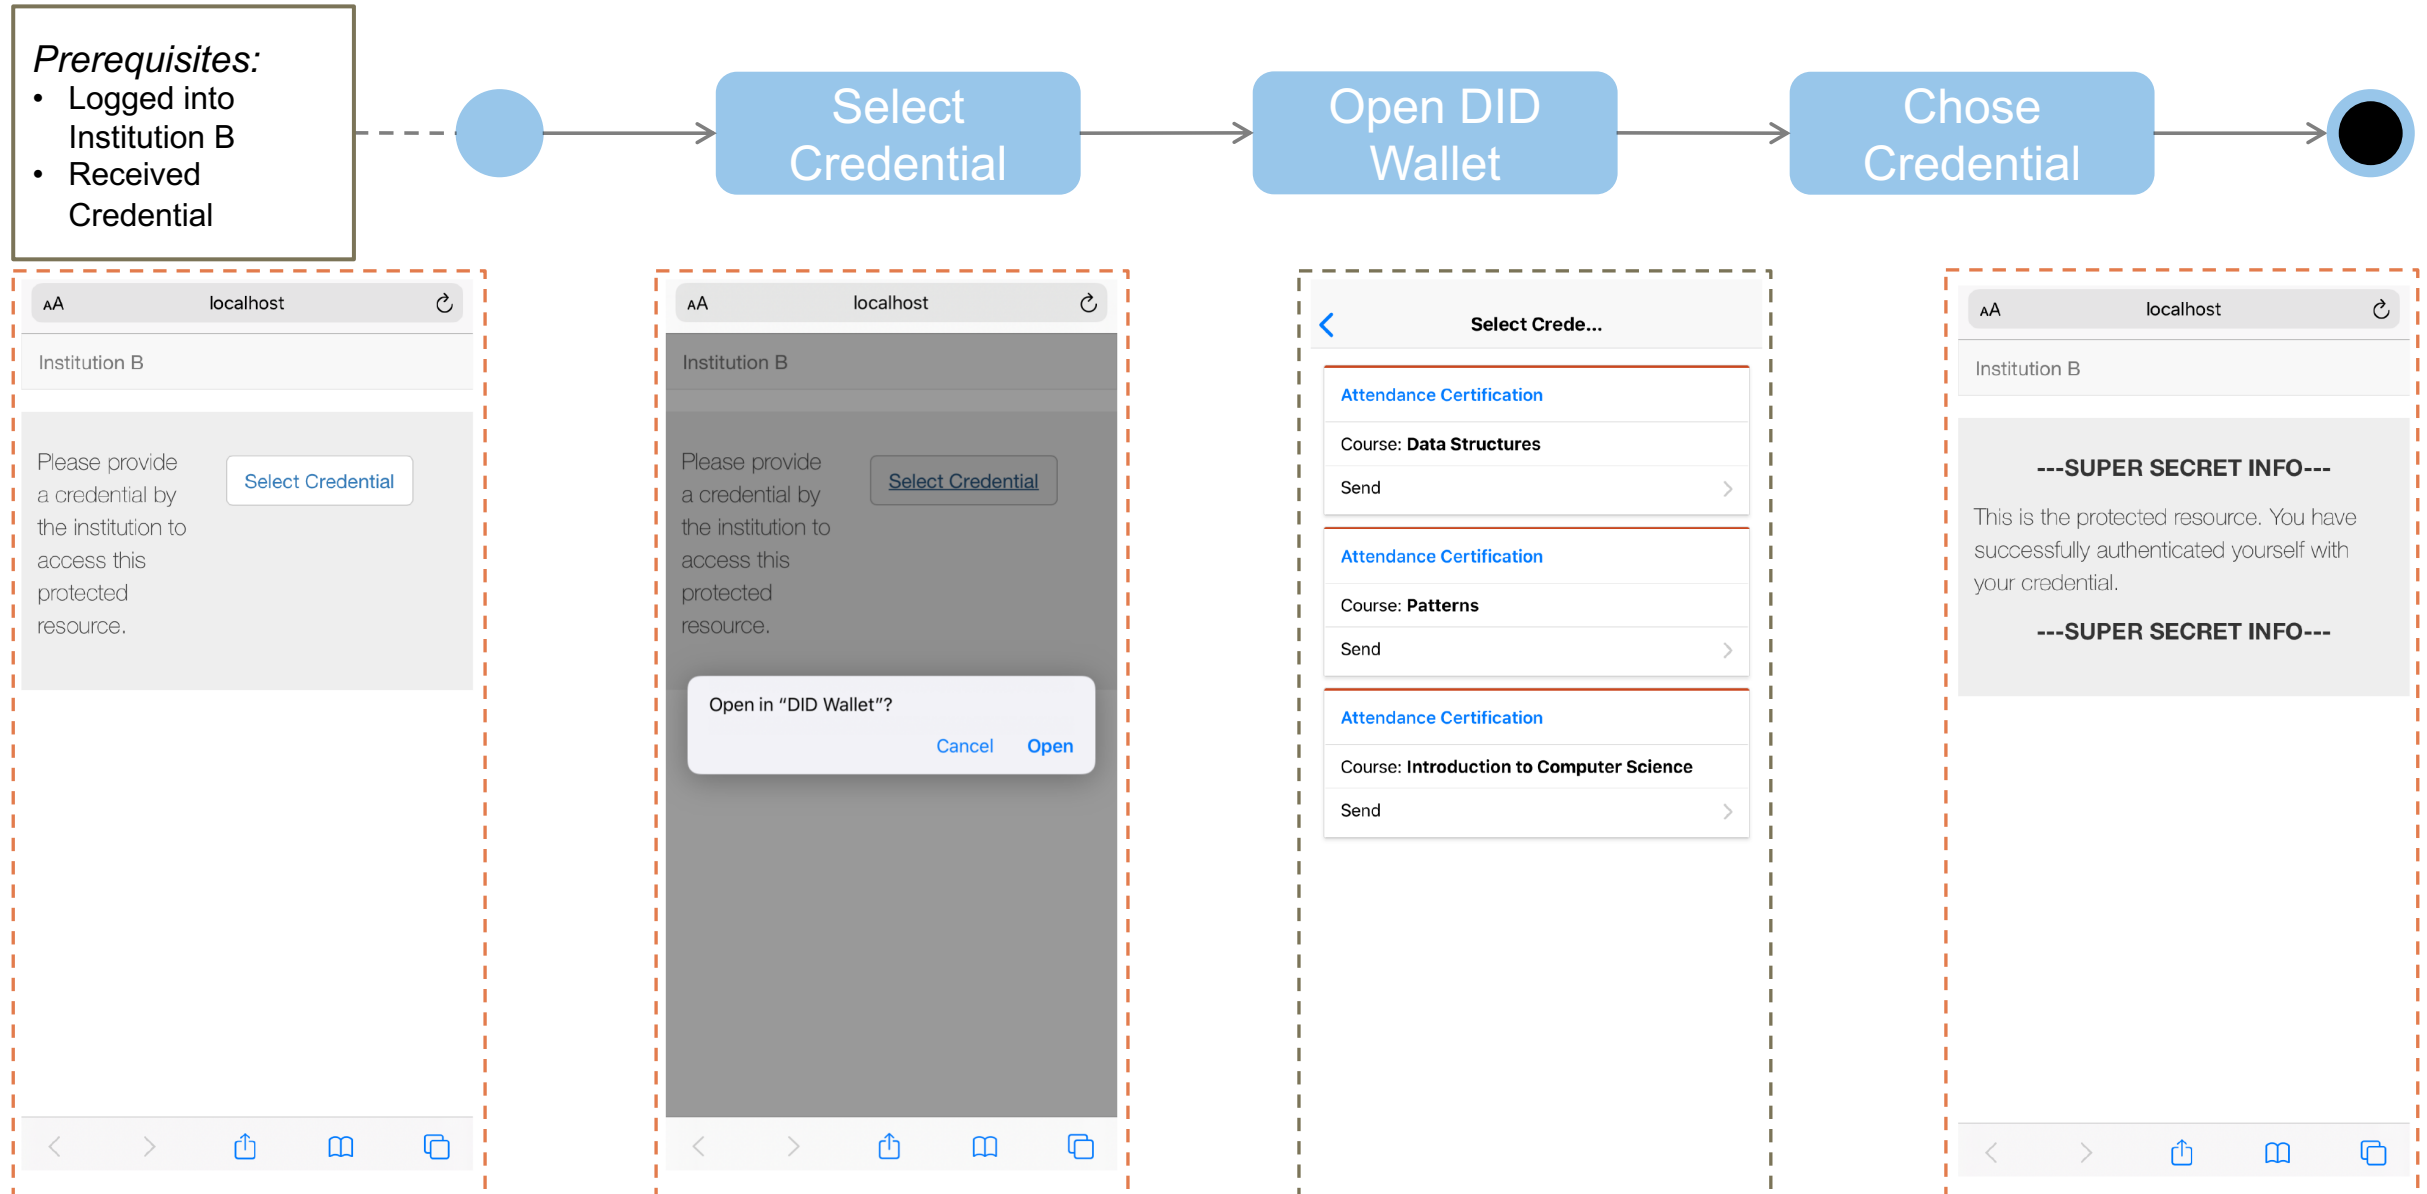 Prerequisites:
• Logged into
Institution B
• Received
Credential
Select
Credential
Open DID
Wallet
Chose
Credential
AA localhost
Institution B
Please provide
a credential by
the institution to
access this
protected
resource.
Select Credential
AA localhost
Institution B
Please provide
a credential by
the institution to
access this
protected
resource.
Select Credential
Open in “DID Wallet”?
Cancel Open
Select Crede...
Attendance Certification
Course: Data Structures
Send
Attendance Certification
Course: Patterns
Send
Attendance Certification
Course: Introduction to Computer Science
Send
AA localhost
Institution B
---SUPER SECRET INFO---
This is the protected resource. You have
successfully authenticated yourself with
your credential.
---SUPER SECRET INFO---